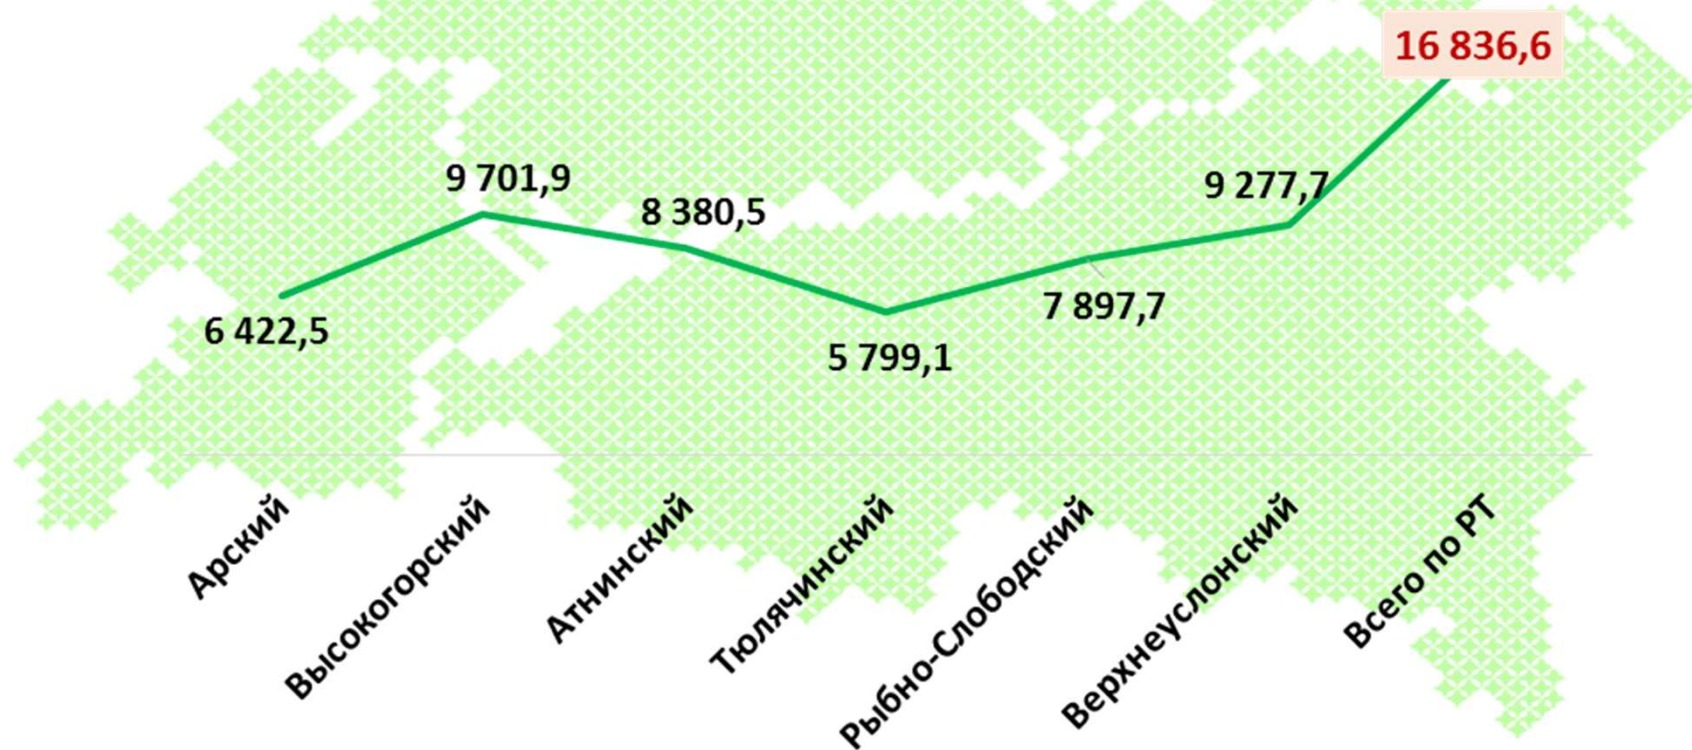 16 836,6
9 701,9
8 380,5
9 277,7
6 422,5
5 799,1
7 897,7
Арский
Высокогорский
Атнинский
Тюлячинский
Рыбно-Слободский
Верхнеуслонский
Всего по РТ